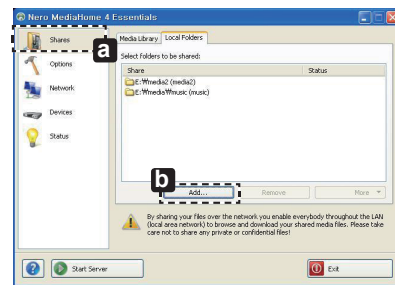 Nero MediaHome 4 Essentials
Shares
a
Options
Network
Devices
Status
Media Library Local Folders
Select folders to be shared:
Share Status
E:₩media2 (media2)
E:₩media₩music (music)
b
Add... Remove More
By sharing your files over the network you enable everybody throughout the LAN
(local area network) to browse and download your shared media files. Please take
care not to share any private or confidential files!
? Start Server Exit